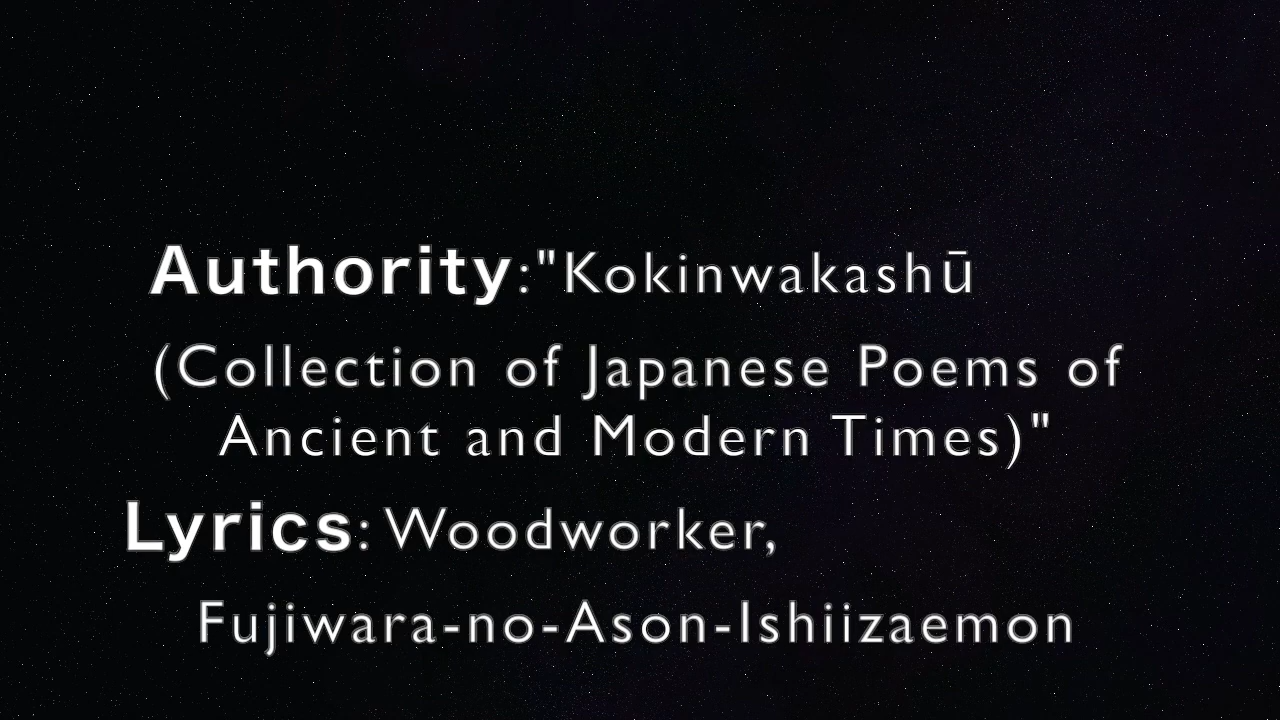 Authority:"Kokinwakashū
(Collection of Japanese Poems of
Ancient and Modern Times)"
Lyrics: Woodworker,
Fujiwara-no-Ason-Ishiizaemon